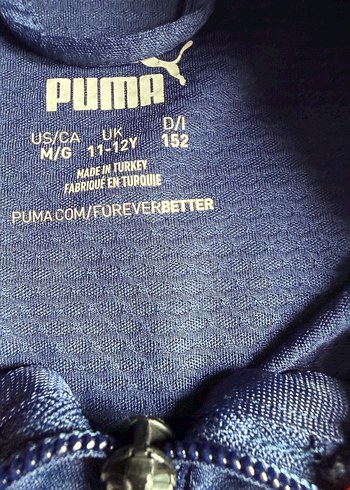 PUMA
US/CA UK D/I
M/G 11-12Y 152
MADE IN TURKEY
FABRIQUÉ EN TURQUIE
PUMA.COM/FOREVERBETTER